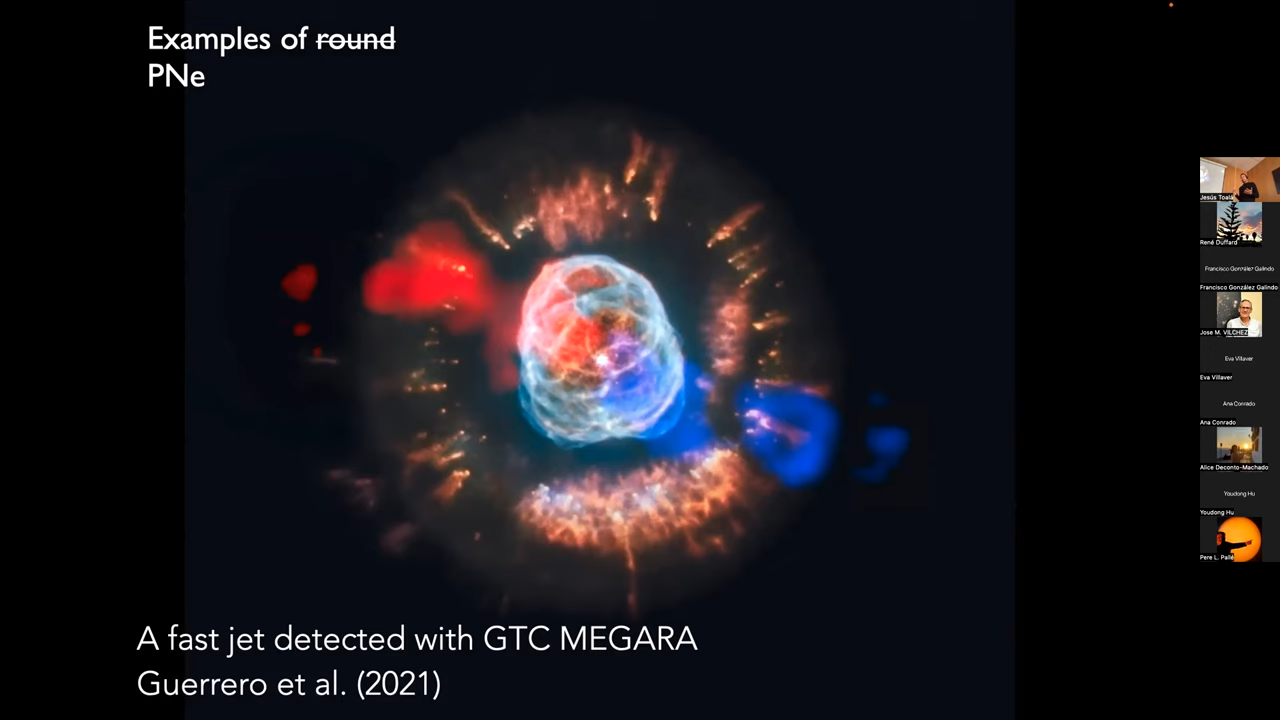 Examples of round
PNe
A fast jet detected with GTC MEGARA
Guerrero et al. (2021)
Jesús Toalá
René Duffard
Francisco González Galindo
Francisco González Galindo
Jose M. VILCHEZ
Eva Villaver
Eva Villaver
Ana Conrado
Ana Conrado
Alice Deconto-Machado
Youdong Hu
Youdong Hu
Pere L. Pallé